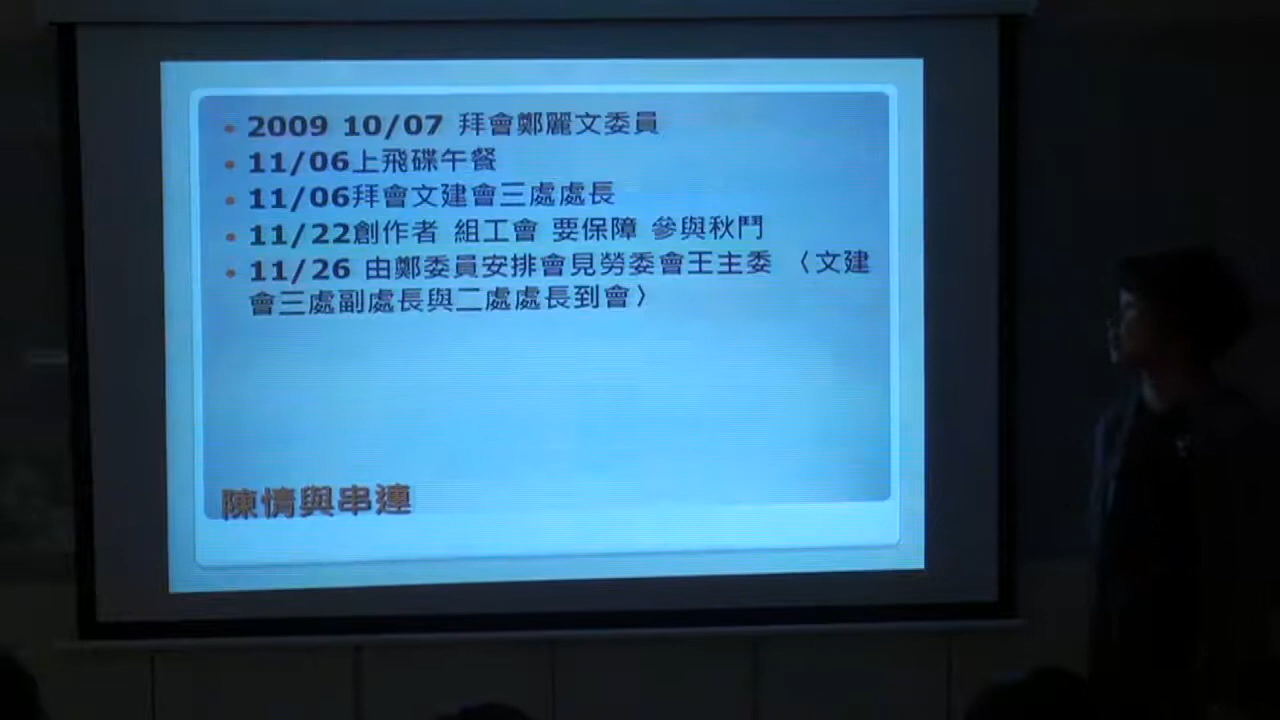 2009 10/07 拜會鄭麗文委員
11/06上飛碟午餐
11/06拜會文建會三處處長
11/22創作者 組工會 要保障 參與秋鬥
11/26 由鄭委員安排會見勞委會王主委 〈文建
會三處副處長與二處處長到會〉
陳情與串連